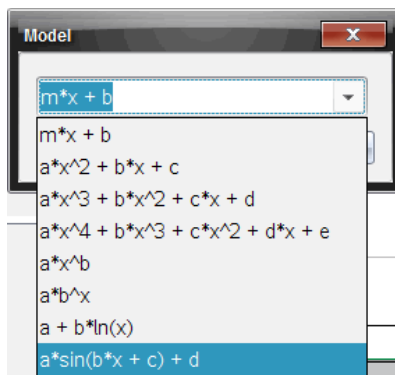 Model
m*x + b
m*x + b
a*x^2 + b*x + c
a*x^3 + b*x^2 + c*x + d
a*x^4 + b*x^3 + c*x^2 + d*x + e
a*x^b
a*b^x
a + b*ln(x)
a*sin(b*x + c) + d